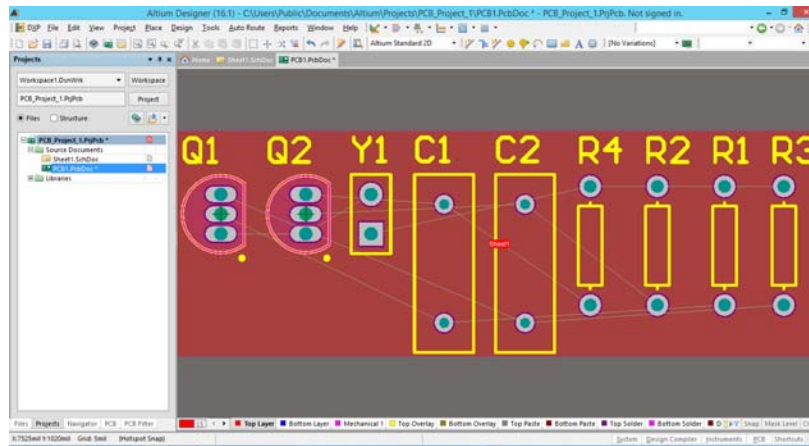 Altium Designer (16.1) - C:\Users\Public\Documents\Altium\Projects\PCB_Project_1\PCB1.PcbDoc * - PCB_Project_1.PrjPcb. Not signed in.
DXP File Edit View Project Place Design Tools Auto Route Reports Window Help
Altium Standard 2D [No Variations]
Projects
Home Sheet1.SchDoc PCB1.PcbDoc *
Workspace1.DsnWrk Workspace
PCB_Project_1.PrjPcb Project
Files Structure
PCB_Project_1.PrjPcb *
Source Documents
Sheet1.SchDoc
PCB1.PcbDoc *
Libraries
Q1 Q2 Y1 C1 C2 R4 R2 R1 R3
Sheet1
Files Projects Navigator PCB PCB Filter
LS Top Layer Bottom Layer Mechanical 1 Top Overlay Bottom Overlay Top Paste Bottom Paste Top Solder Bottom Solder D Snap Mask Level
X:7525mil Y:1020mil Grid: 5mil (Hotspot Snap)
System Design Compiler Instruments PCB Shortcuts